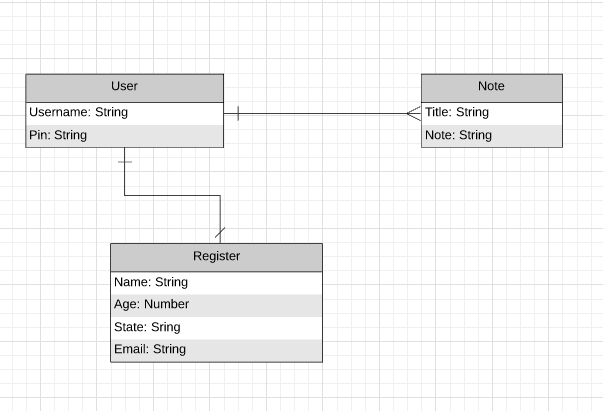 User
Username: String
Pin: String
Note
Title: String
Note: String
Register
Name: String
Age: Number
State: Sring
Email: String